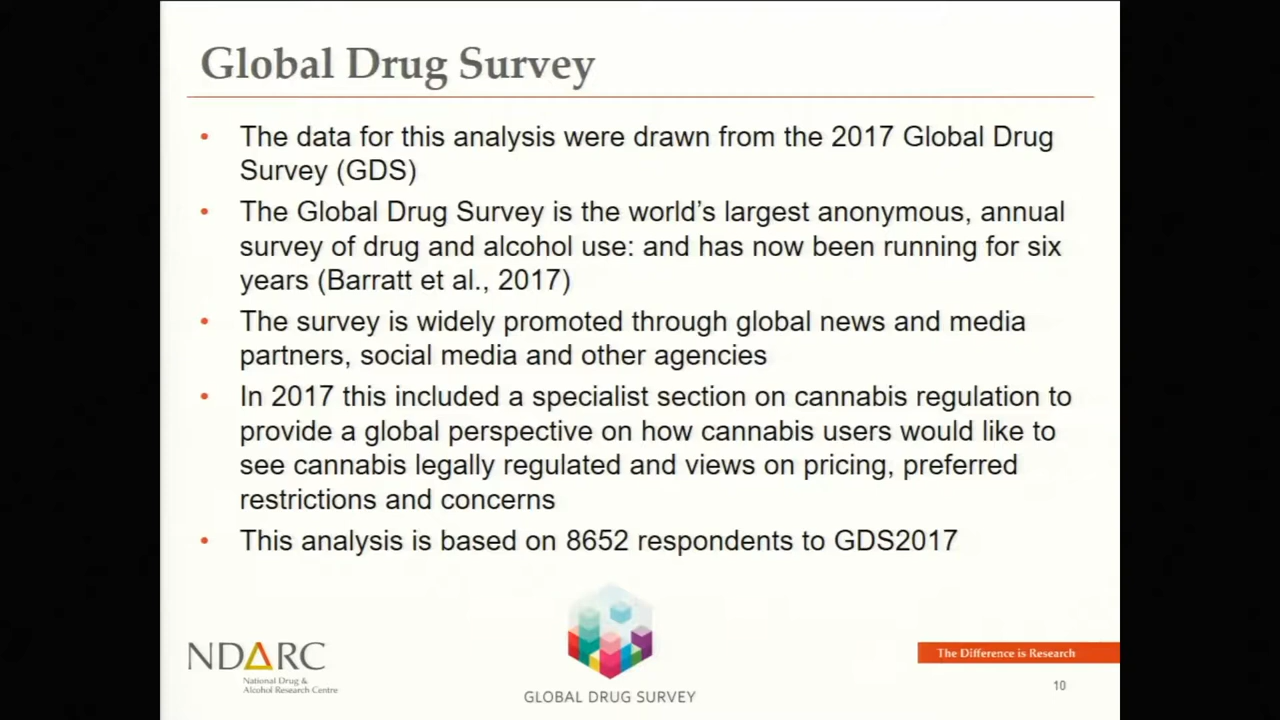 Global Drug Survey
• The data for this analysis were drawn from the 2017 Global Drug
Survey (GDS)
• The Global Drug Survey is the world’s largest anonymous, annual
survey of drug and alcohol use: and has now been running for six
years (Barratt et al., 2017)
• The survey is widely promoted through global news and media
partners, social media and other agencies
• In 2017 this included a specialist section on cannabis regulation to
provide a global perspective on how cannabis users would like to
see cannabis legally regulated and views on pricing, preferred
restrictions and concerns
• This analysis is based on 8652 respondents to GDS2017
NDARC
National Drug &
Alcohol Research Centre
GLOBAL DRUG SURVEY
The Difference is Research
10